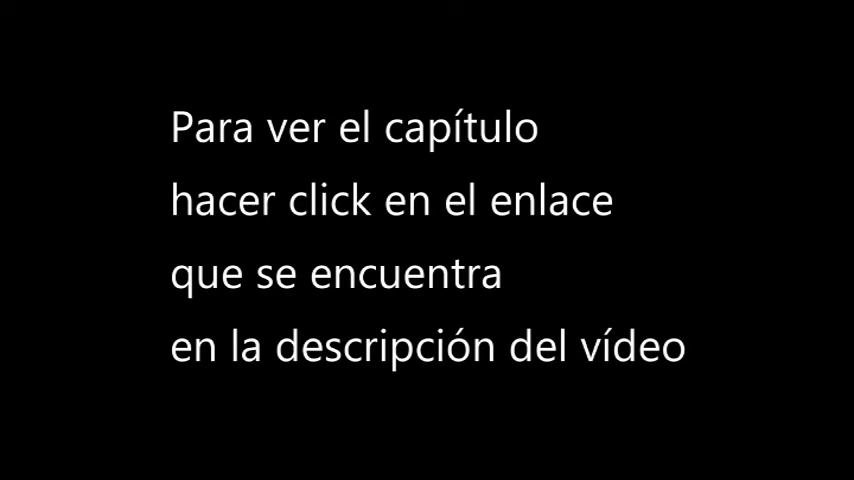 Para ver el capítulo
hacer click en el enlace
que se encuentra
en la descripción del vídeo